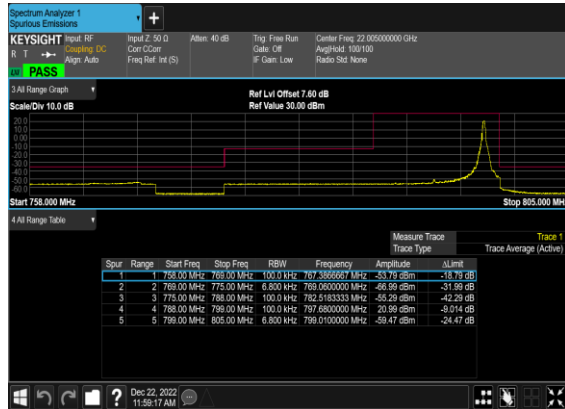 Spectrum Analyzer 1
Spurious Emissions
+
KEYSIGHT Input: RF Input Z: 50 Ω Atten: 40 dB Trig: Free Run Center Freq: 22.005000000 GHz
R T Coupling: DC Corr CCorr Gate: Off Avg|Hold: 100/100
Align: Auto Freq Ref: Int (S) IF Gain: Low Radio Std: None
PASS
3 All Range Graph
Ref Lvl Offset 7.60 dB
Scale/Div 10.0 dB Ref Value 30.00 dBm
20.0
10.0
0.00
-10.0
-20.0
-30.0
-40.0
-50.0
-60.0
Start 758.000 MHz Stop 805.000 MH
4 All Range Table
Measure Trace Trace 1
Trace Type Trace Average (Active)
Spur Range Start Freq Stop Freq RBW Frequency Amplitude ΔLimit
1 1 758.00 MHz 769.00 MHz 100.0 kHz 767.3866667 MHz -53.79 dBm -18.79 dB
2 2 769.00 MHz 775.00 MHz 6.800 kHz 769.0600000 MHz -66.99 dBm -31.99 dB
3 3 775.00 MHz 788.00 MHz 100.0 kHz 782.5183333 MHz -55.29 dBm -42.29 dB
4 4 788.00 MHz 799.00 MHz 100.0 kHz 797.6800000 MHz 20.99 dBm -9.014 dB
5 5 799.00 MHz 805.00 MHz 6.800 kHz 799.0100000 MHz -59.47 dBm -24.47 dB
? Dec 22, 2022
11:59:17 AM